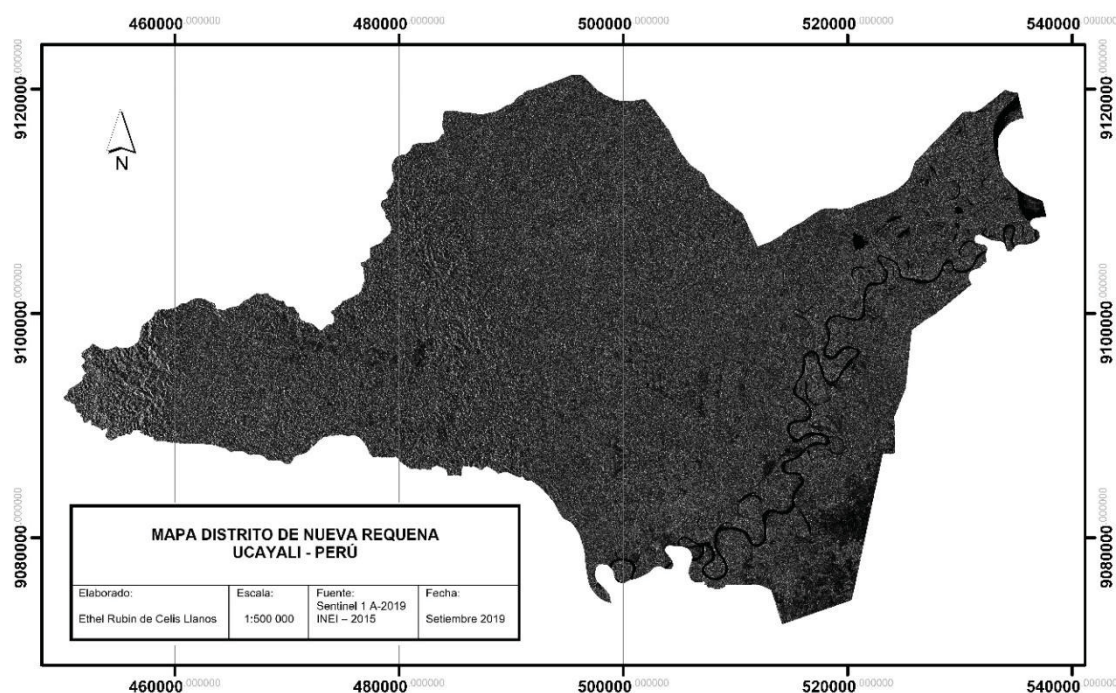 460000.000000 480000.000000 500000.000000 520000.000000 540000.000000
9120000.000000 9120000.000000
N
9100000.000000 9100000.000000
9080000.000000 9080000.000000
MAPA DISTRITO DE NUEVA REQUENA
UCAYALI - PERÚ
Elaborado:
Ethel Rubin de Celis Llanos
Escala:
1:500 000
Fuente:
Sentinel 1 A-2019
INEI – 2015
Fecha:
Setiembre 2019
460000.000000 480000.000000 500000.000000 520000.000000 540000.000000